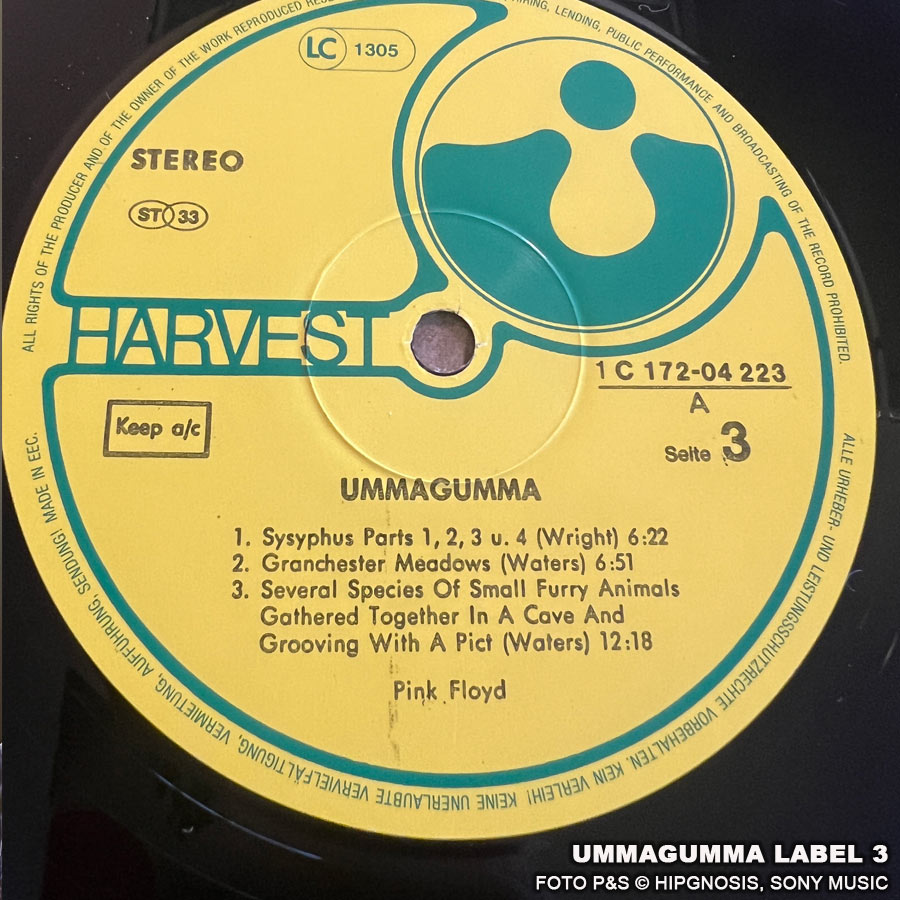 ALL RIGHTS OF THE PRODUCER AND OF THE OWNER OF THE WORK REPRODUCED
LENDING, PUBLIC PERFORMANCE AND BROADCASTING OF THE RECORD PROHIBITED.
LC 1305
STEREO
ST 33
HARVEST
1 C 172-04 223
A
Keep a/c
Seite 3
UMMAGUMMA
1. Sysyphus Parts 1, 2, 3 u. 4 (Wright) 6:22
2. Granchester Meadows (Waters) 6:51
3. Several Species Of Small Furry Animals
Gathered Together In A Cave And
Grooving With A Pict (Waters) 12:18
Pink Floyd
ALLE URHEBER- UND LEISTUNGSSCHUTZRECHTE VORBEHALTEN. KEIN VERLEIH! KEINE UNERLAUBTE VERVIELFÄLTIGUNG, VERMIETUNG, AUFFÜHRUNG, SENDUNG! MADE IN EEC.
UMMAGUMMA LABEL 3
FOTO P&S © HIPGNOSIS, SONY MUSIC